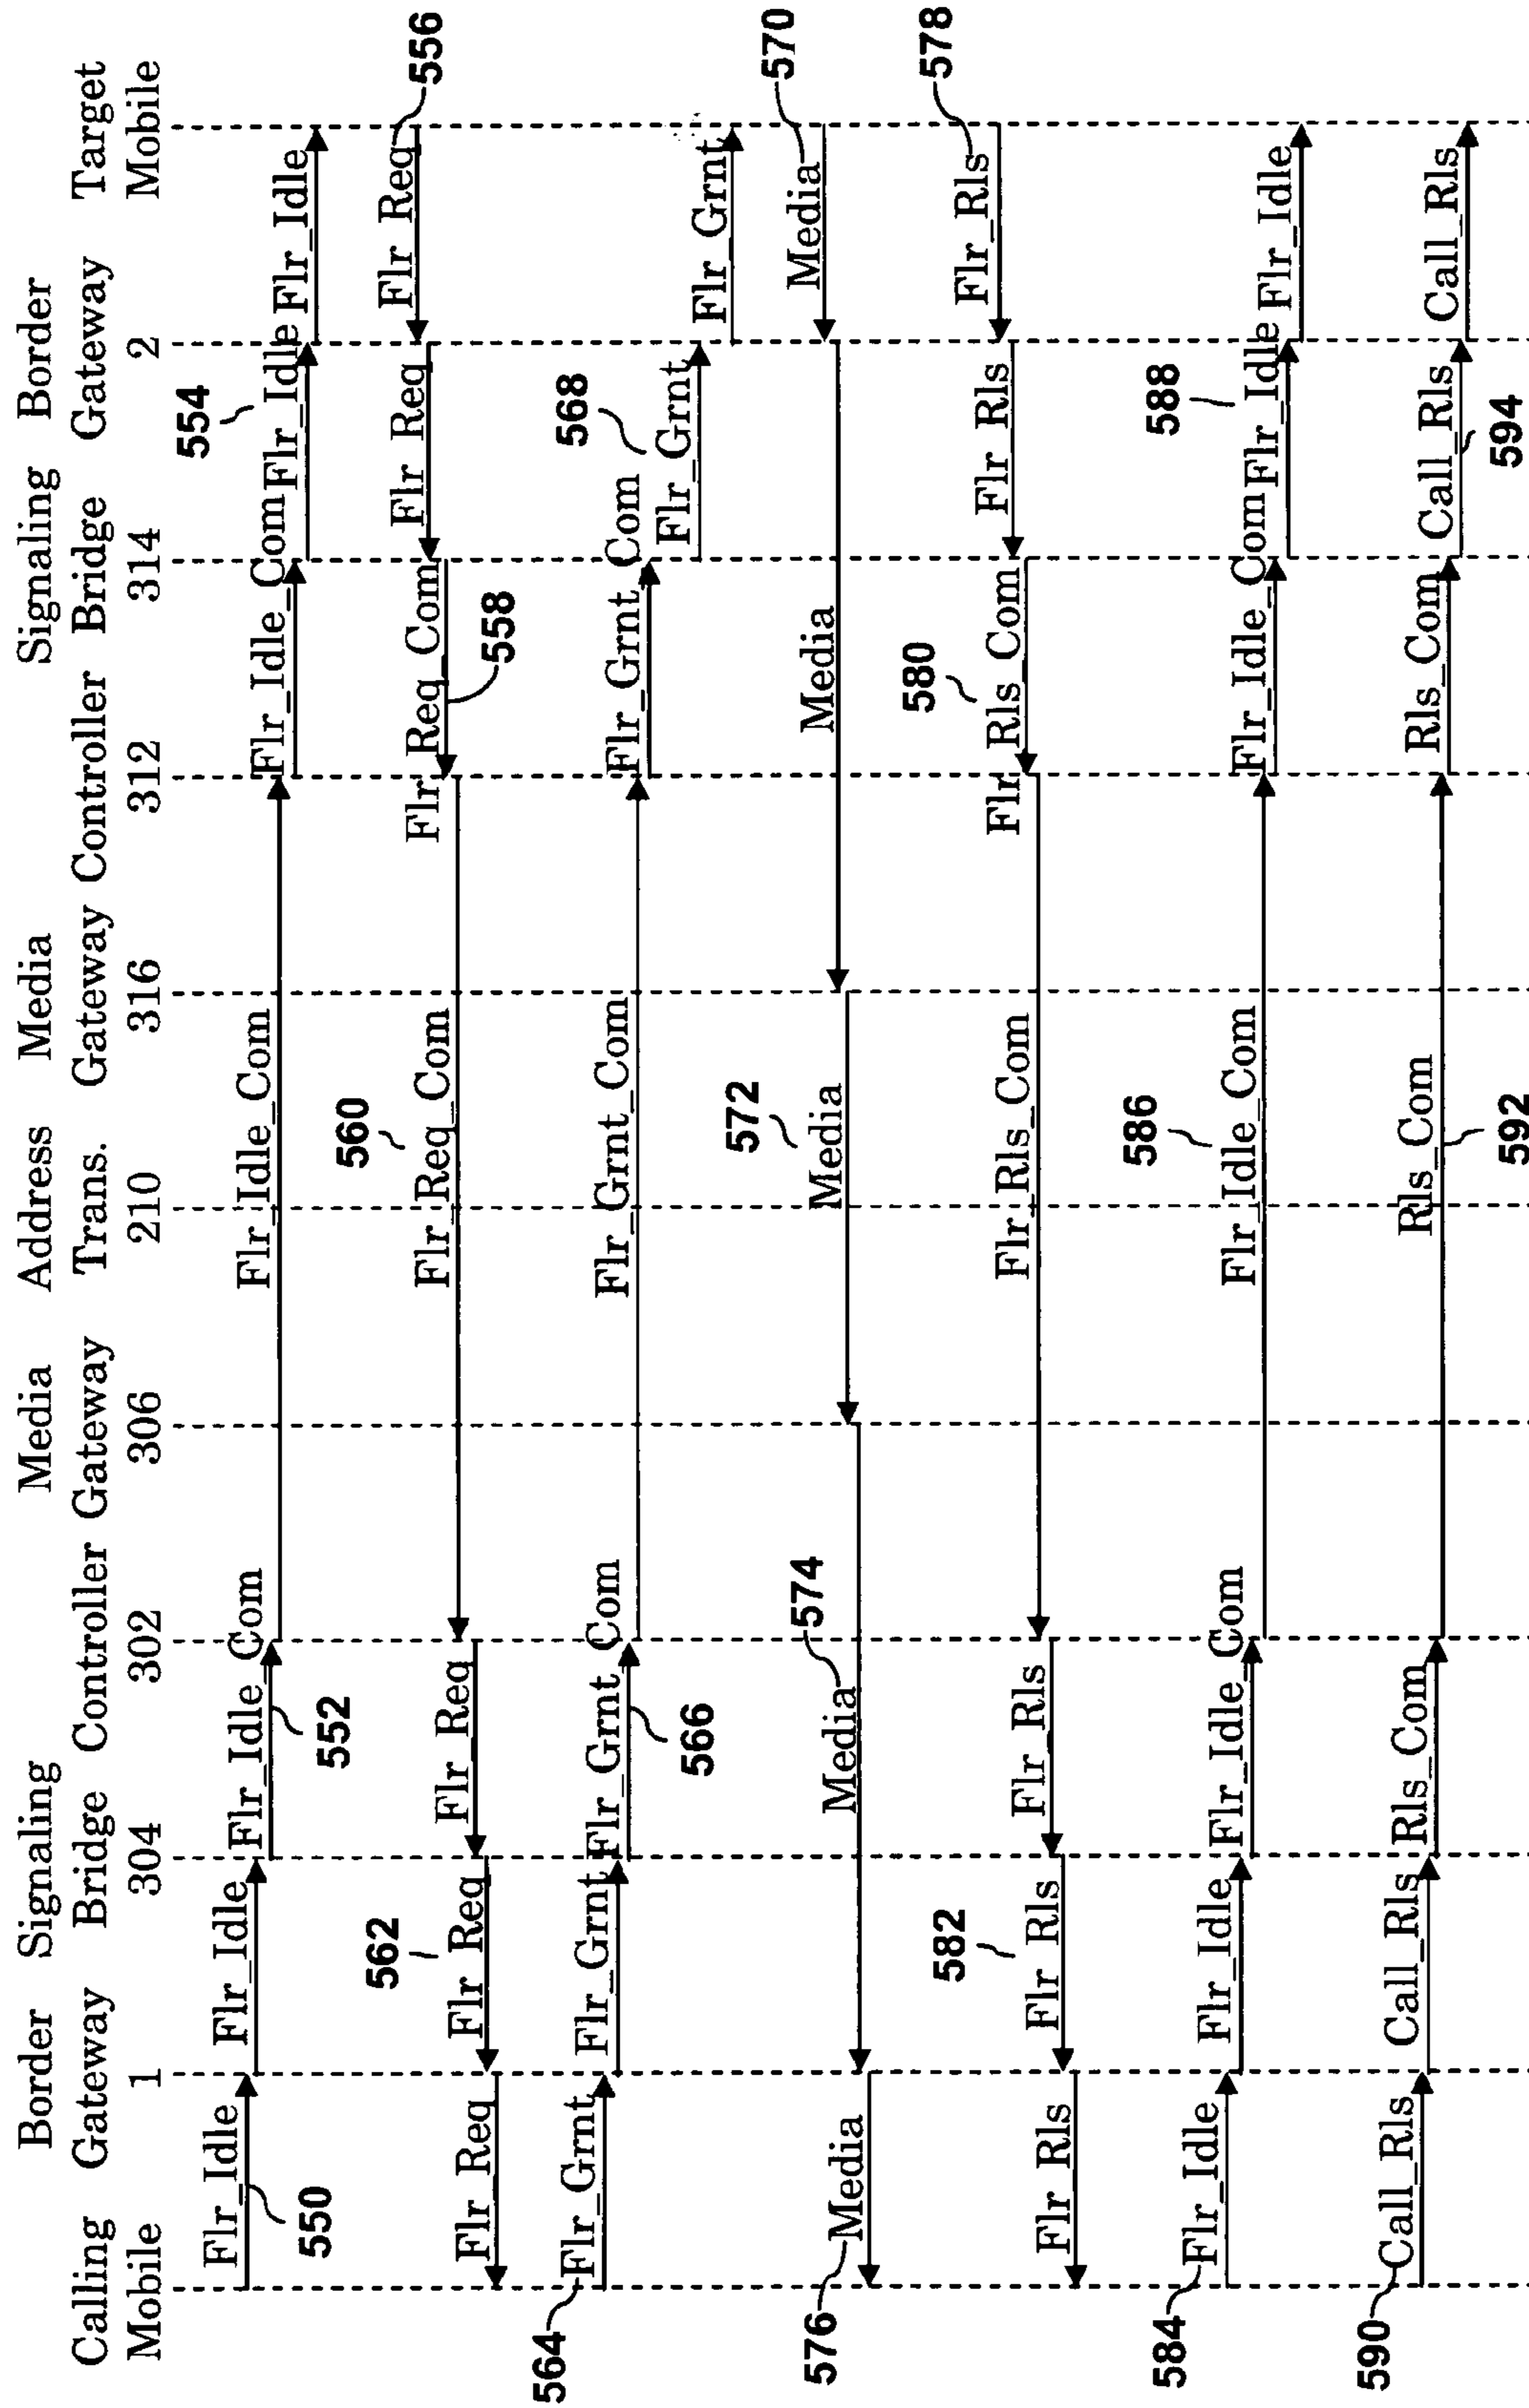 Calling Mobile
Border Gateway 1
Signaling Bridge 304
Controller 302
Media Gateway 306
Address Trans. 210
Media Gateway 316
Controller 312
Signaling Bridge 314
Border Gateway 2
Target Mobile
Flr_Idle
550
Flr_Idle
Flr_Idle_Com
552
Flr_Idle_Com
Flr_Idle_Com
Flr_Idle
554
Flr_Idle
Flr_Req
556
Flr_Req
Flr_Req_Com
558
Flr_Req_Com
560
Flr_Req
Flr_Req
562
Flr_Req
564
Flr_Grnt
Flr_Grnt
Flr_Grnt_Com
566
Flr_Grnt_Com
Flr_Grnt_Com
568
Flr_Grnt
Flr_Grnt
Media
570
Media
Media
572
Media
574
Media
576
Flr_Rls
578
Flr_Rls
Flr_Rls_Com
580
Flr_Rls_Com
Flr_Rls
Flr_Rls
582
Flr_Rls
584
Flr_Idle
Flr_Idle
Flr_Idle_Com
Flr_Idle_Com
586
Flr_Idle_Com
Flr_Idle
588
Flr_Idle
590
Call_Rls
Call_Rls
Rls_Com
Rls_Com
592
Rls_Com
Call_Rls
594
Call_Rls